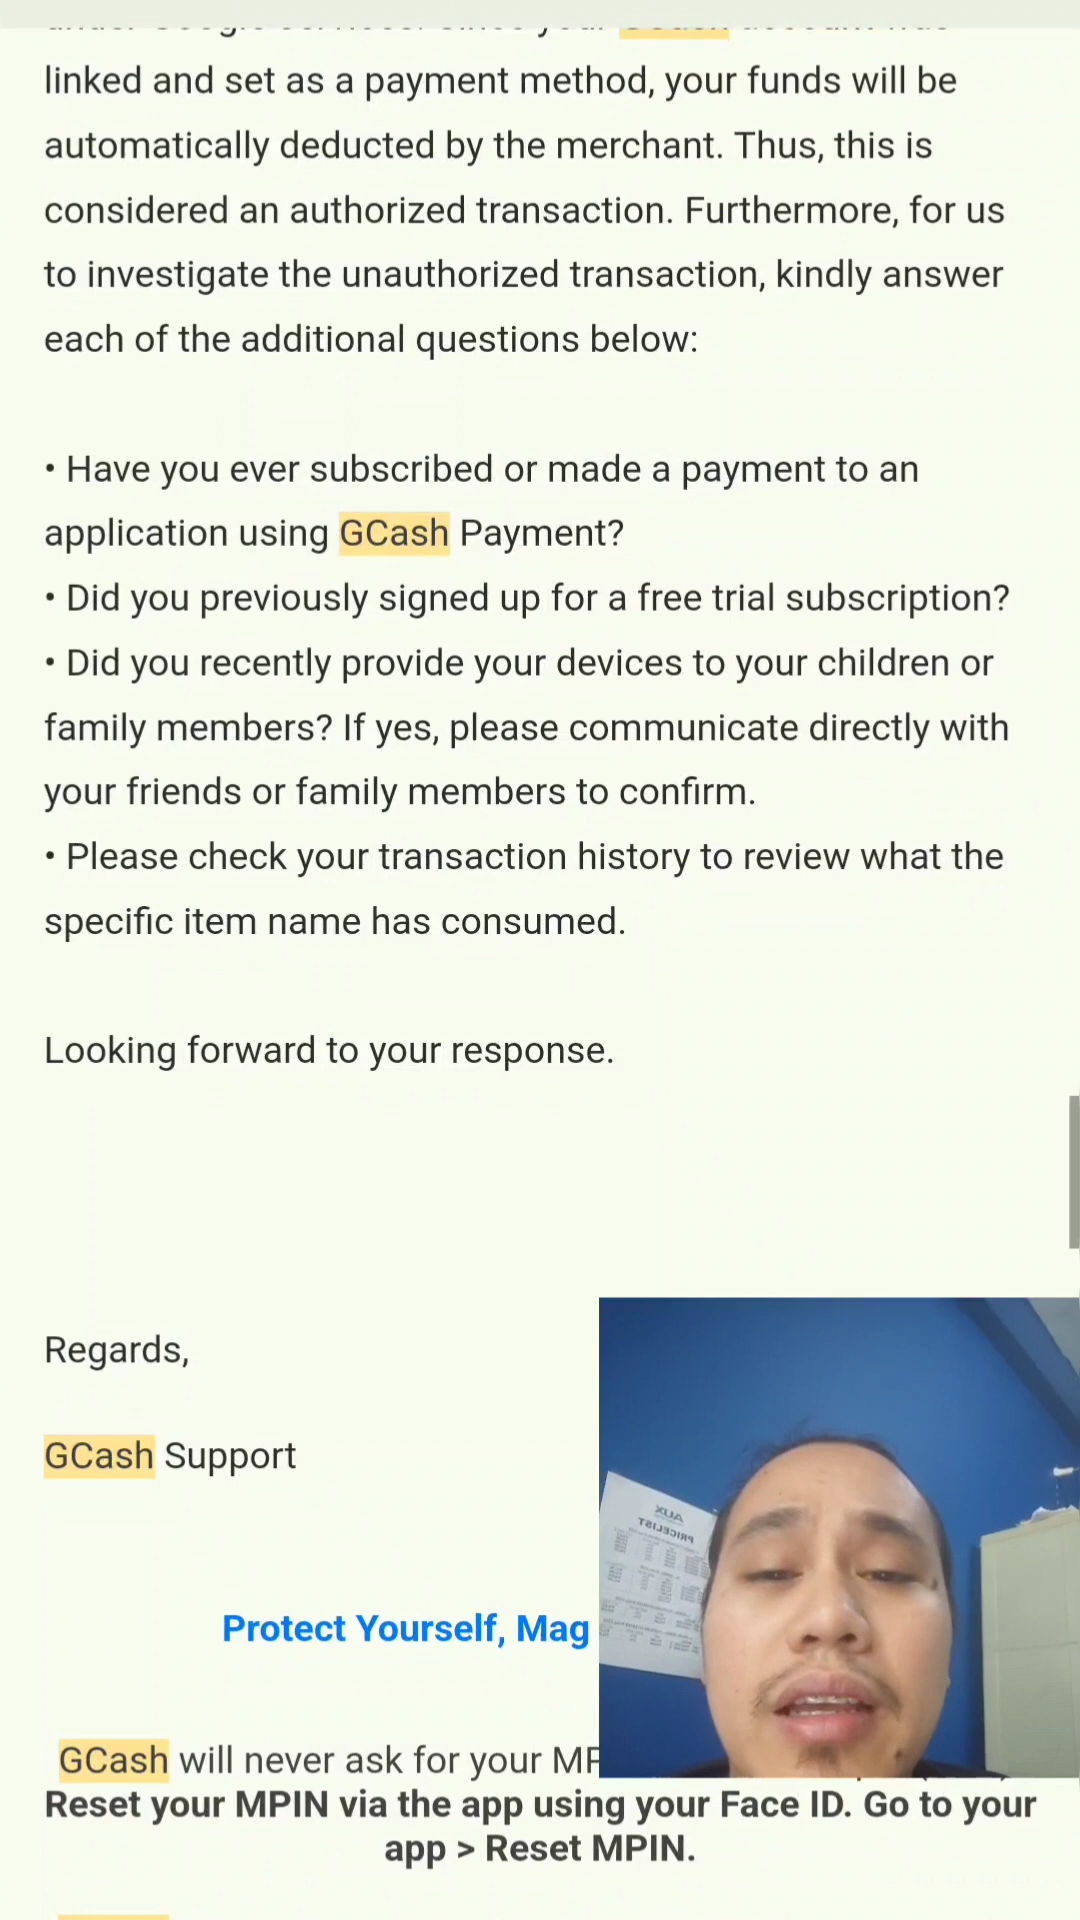 linked and set as a payment method, your funds will be
automatically deducted by the merchant. Thus, this is
considered an authorized transaction. Furthermore, for us
to investigate the unauthorized transaction, kindly answer
each of the additional questions below:
• Have you ever subscribed or made a payment to an
application using GCash Payment?
• Did you previously signed up for a free trial subscription?
• Did you recently provide your devices to your children or
family members? If yes, please communicate directly with
your friends or family members to confirm.
• Please check your transaction history to review what the
specific item name has consumed.
Looking forward to your response.
Regards,
GCash Support
AUX
PRICELIST
Protect Yourself, Mag
GCash will never ask for your
Reset your MPIN via the app using your Face ID. Go to your
app > Reset MPIN.